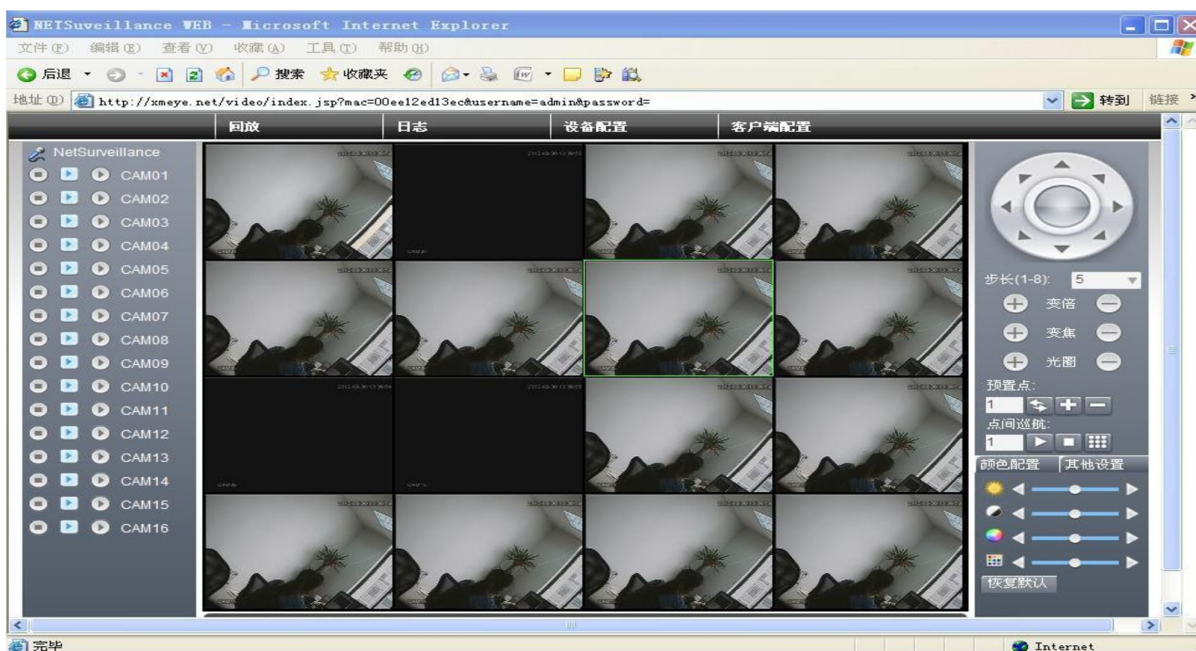 NETSuveillance WEB - Microsoft Internet Explorer
文件(F) 编辑(E) 查看(V) 收藏(A) 工具(T) 帮助(H)
后退 搜索 收藏夹
地址(D) http://xmeye.net/video/index.jsp?mac=00ee12ed13ec&username=admin&password= 转到 链接
回放 日志 设备配置 客户端配置
NetSurveillance
CAM01
CAM02
CAM03
CAM04
CAM05
CAM06
CAM07
CAM08
CAM09
CAM10
CAM11
CAM12
CAM13
CAM14
CAM15
CAM16
步长(1-8): 5
变倍
变焦
光圈
预置点:
1
点间巡航:
1
颜色配置 其他设置
恢复默认
完毕 Internet